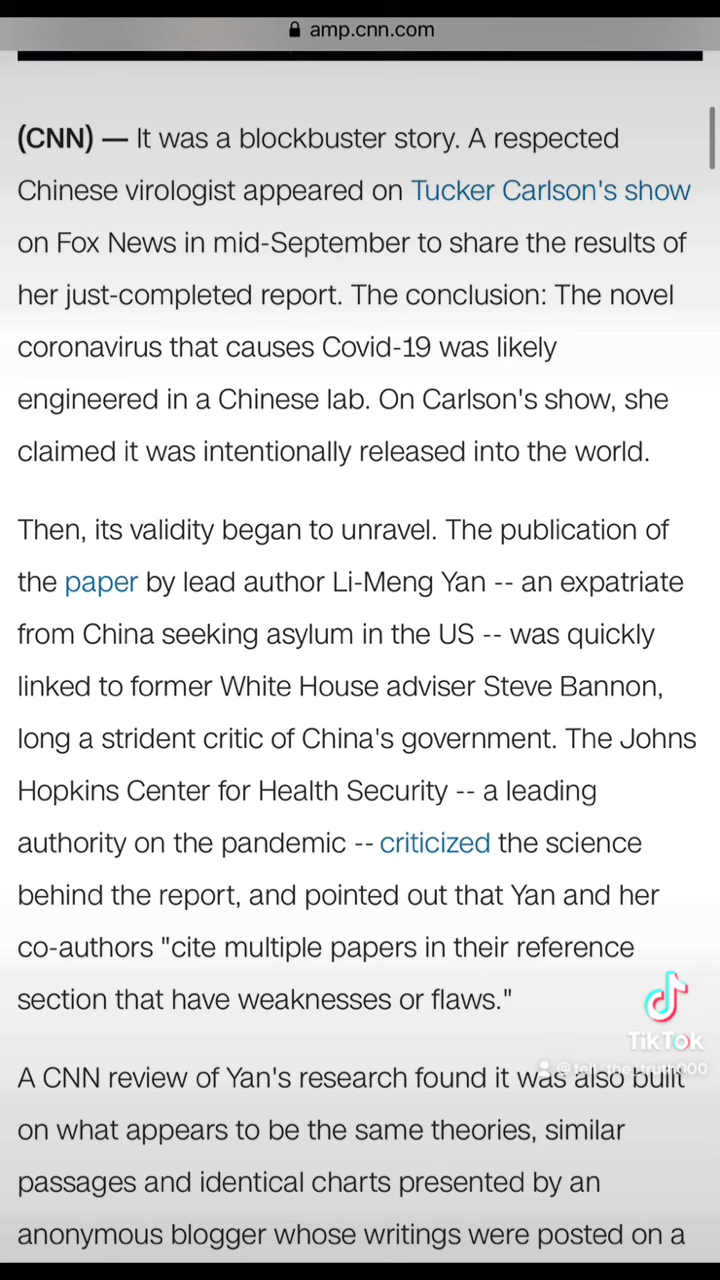 amp.cnn.com
(CNN) — It was a blockbuster story. A respected
Chinese virologist appeared on Tucker Carlson's show
on Fox News in mid-September to share the results of
her just-completed report. The conclusion: The novel
coronavirus that causes Covid-19 was likely
engineered in a Chinese lab. On Carlson's show, she
claimed it was intentionally released into the world.
Then, its validity began to unravel. The publication of
the paper by lead author Li-Meng Yan -- an expatriate
from China seeking asylum in the US -- was quickly
linked to former White House adviser Steve Bannon,
long a strident critic of China's government. The Johns
Hopkins Center for Health Security -- a leading
authority on the pandemic -- criticized the science
behind the report, and pointed out that Yan and her
co-authors "cite multiple papers in their reference
section that have weaknesses or flaws."
TikTok
A CNN review of Yan's research found it was also built
on what appears to be the same theories, similar
passages and identical charts presented by an
anonymous blogger whose writings were posted on a